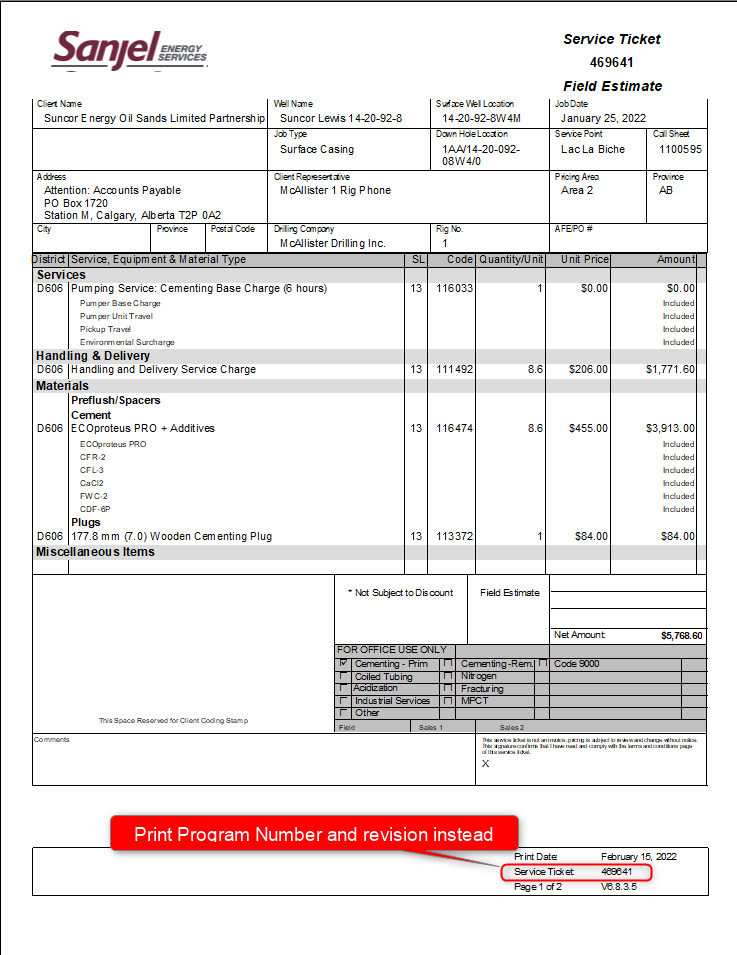 Sanjel ENERGY SERVICES
Service Ticket
469641
Field Estimate
Client Name Well Name Surface Well Location Job Date
Suncor Energy Oil Sands Limited Partnership Suncor Lewis 14-20-92-8 14-20-92-8W4M January 25, 2022
Job Type Down Hole Location Service Point Call Sheet
Surface Casing 1AA/14-20-092-08W4/0 Lac La Biche 1100595
Address Client Representative Pricing Area Province
Attention: Accounts Payable McAllister 1 Rig Phone Area 2 AB
PO Box 1720
Station M, Calgary, Alberta T2P 0A2
City Province Postal Code Drilling Company Rig No. AFE/PO #
McAllister Drilling Inc. 1
District Service, Equipment & Material Type SL Code Quantity/Unit Unit Price Amount
Services
D606 Pumping Service: Cementing Base Charge (6 hours) 13 116033 1 $0.00 $0.00
Pumper Base Charge Included
Pumper Unit Travel Included
Pickup Travel Included
Environmental Surcharge Included
Handling & Delivery
D606 Handling and Delivery Service Charge 13 111492 8.6 $206.00 $1,771.60
Materials
Preflush/Spacers
Cement
D606 ECOproteus PRO + Additives 13 116474 8.6 $455.00 $3,913.00
ECOproteus PRO Included
CFR-2 Included
CFL-3 Included
CaCl2 Included
FWC-2 Included
CDF-6P Included
Plugs
D606 177.8 mm (7.0) Wooden Cementing Plug 13 113372 1 $84.00 $84.00
Miscellaneous Items
* Not Subject to Discount Field Estimate
Net Amount $5,768.60
FOR OFFICE USE ONLY
Cementing - Prim Cementing -Rem. Code 9000
Coiled Tubing Nitrogen
Acidization Fracturing
Industrial Services MPCT
Other
This Space Reserved for Client Coding Stamp
Field Sales 1 Sales 2
Comments
This service ticket is not an invoice, pricing is subject to review and change without notice.
This signature confirms that I have read and comply with the terms and conditions page
of this service ticket.
X
Print Program Number and revision instead
Print Date: February 15, 2022
Service Ticket: 469641
Page 1 of 2 V6.8.3.5